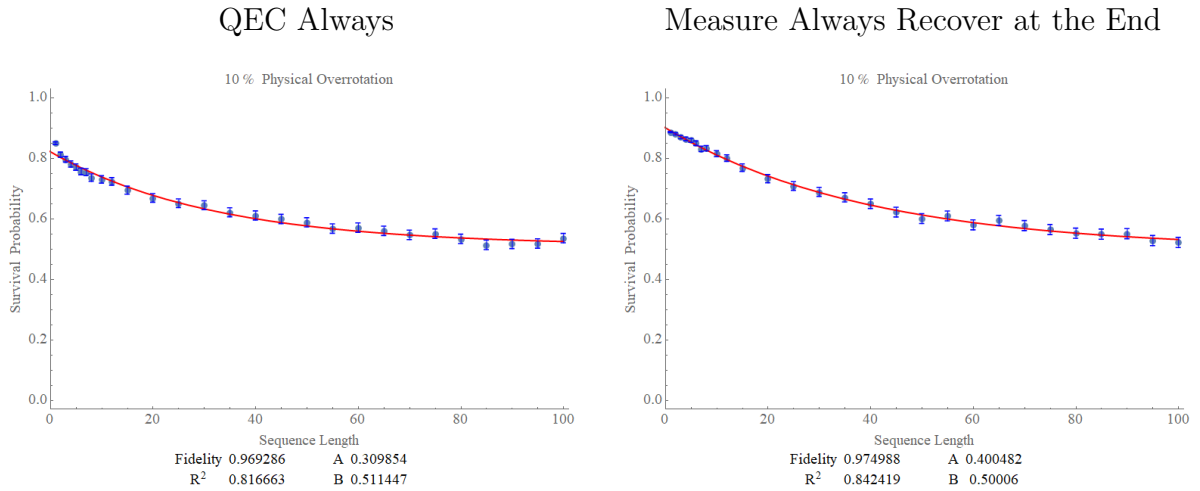 QEC Always
10 % Physical Overrotation
Survival Probability
1.0
0.8
0.6
0.4
0.2
0.0
0 20 40 60 80 100
Sequence Length
Fidelity 0.969286 A 0.309854
R² 0.816663 B 0.511447
Measure Always Recover at the End
10 % Physical Overrotation
Survival Probability
1.0
0.8
0.6
0.4
0.2
0.0
0 20 40 60 80 100
Sequence Length
Fidelity 0.974988 A 0.400482
R² 0.842419 B 0.50006